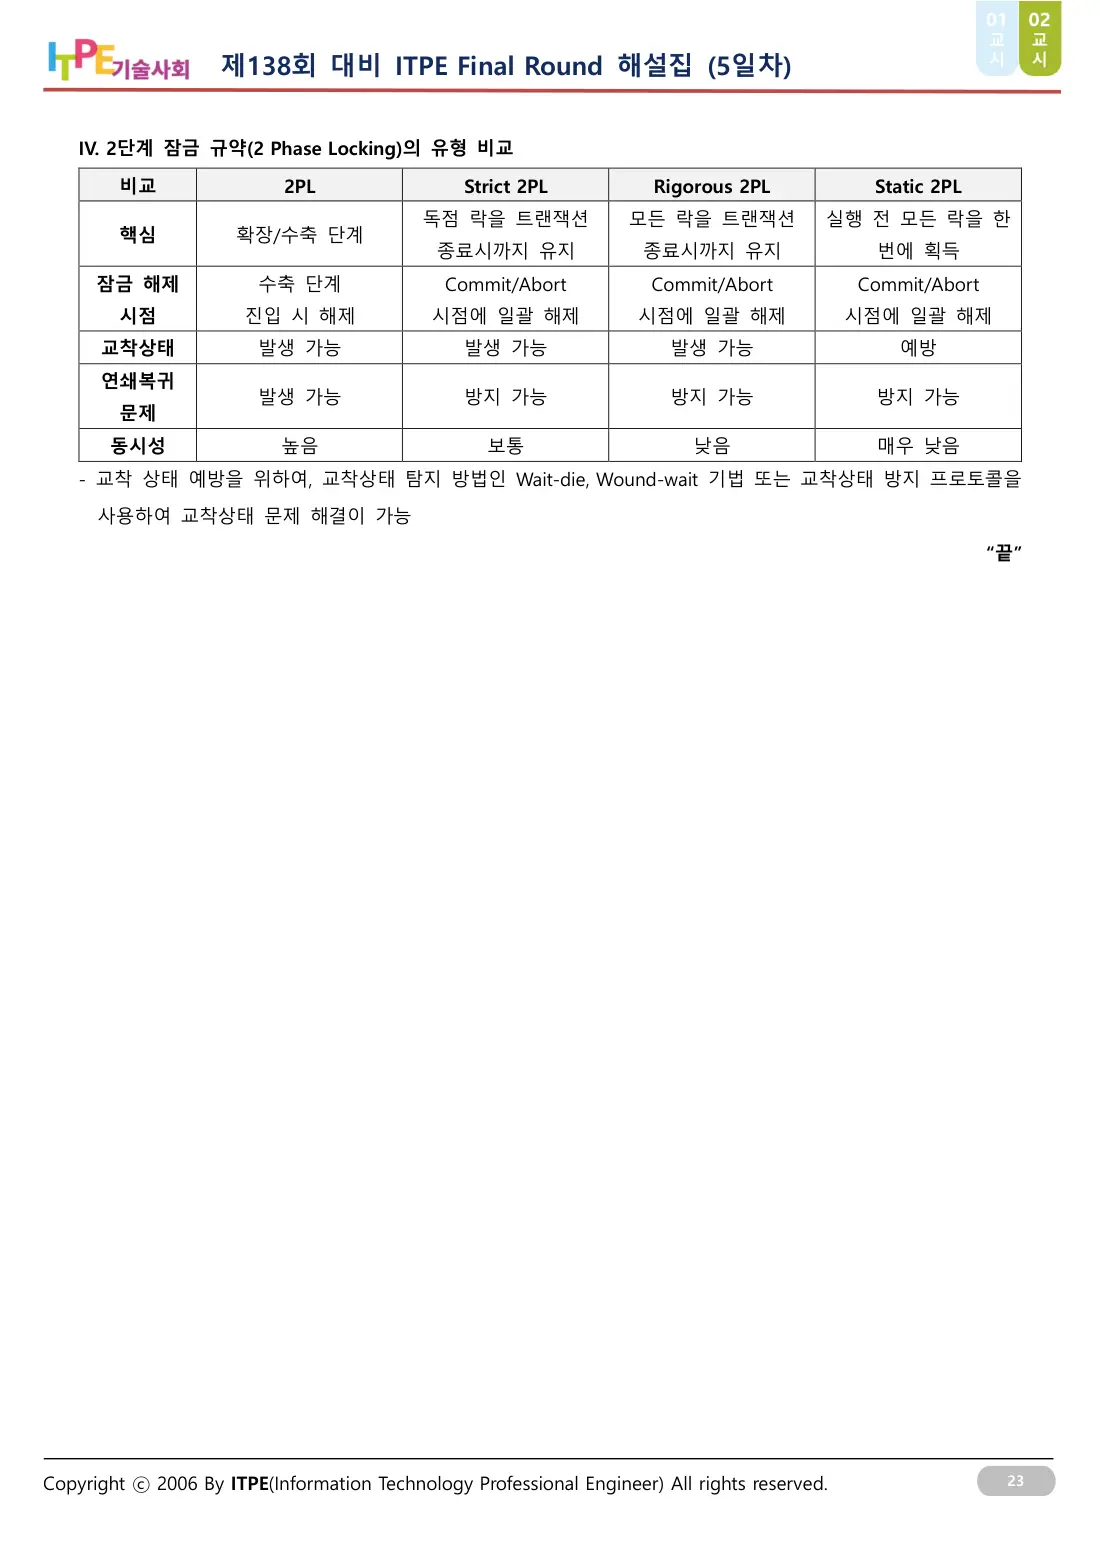 ITPE기술사회 제138회 대비 ITPE Final Round 해설집 (5일차)
01 교시
02 교시
IV. 2단계 잠금 규약(2 Phase Locking)의 유형 비교
비교 2PL Strict 2PL Rigorous 2PL Static 2PL
핵심 확장/수축 단계 독점 락을 트랜잭션 종료시까지 유지 모든 락을 트랜잭션 종료시까지 유지 실행 전 모든 락을 한 번에 획득
잠금 해제 시점 수축 단계 진입 시 해제 Commit/Abort 시점에 일괄 해제 Commit/Abort 시점에 일괄 해제 Commit/Abort 시점에 일괄 해제
교착상태 발생 가능 발생 가능 발생 가능 예방
연쇄복귀 문제 발생 가능 방지 가능 방지 가능 방지 가능
동시성 높음 보통 낮음 매우 낮음
- 교착 상태 예방을 위하여, 교착상태 탐지 방법인 Wait-die, Wound-wait 기법 또는 교착상태 방지 프로토콜을
사용하여 교착상태 문제 해결이 가능
“끝”
Copyright ⓒ 2006 By ITPE(Information Technology Professional Engineer) All rights reserved.
23